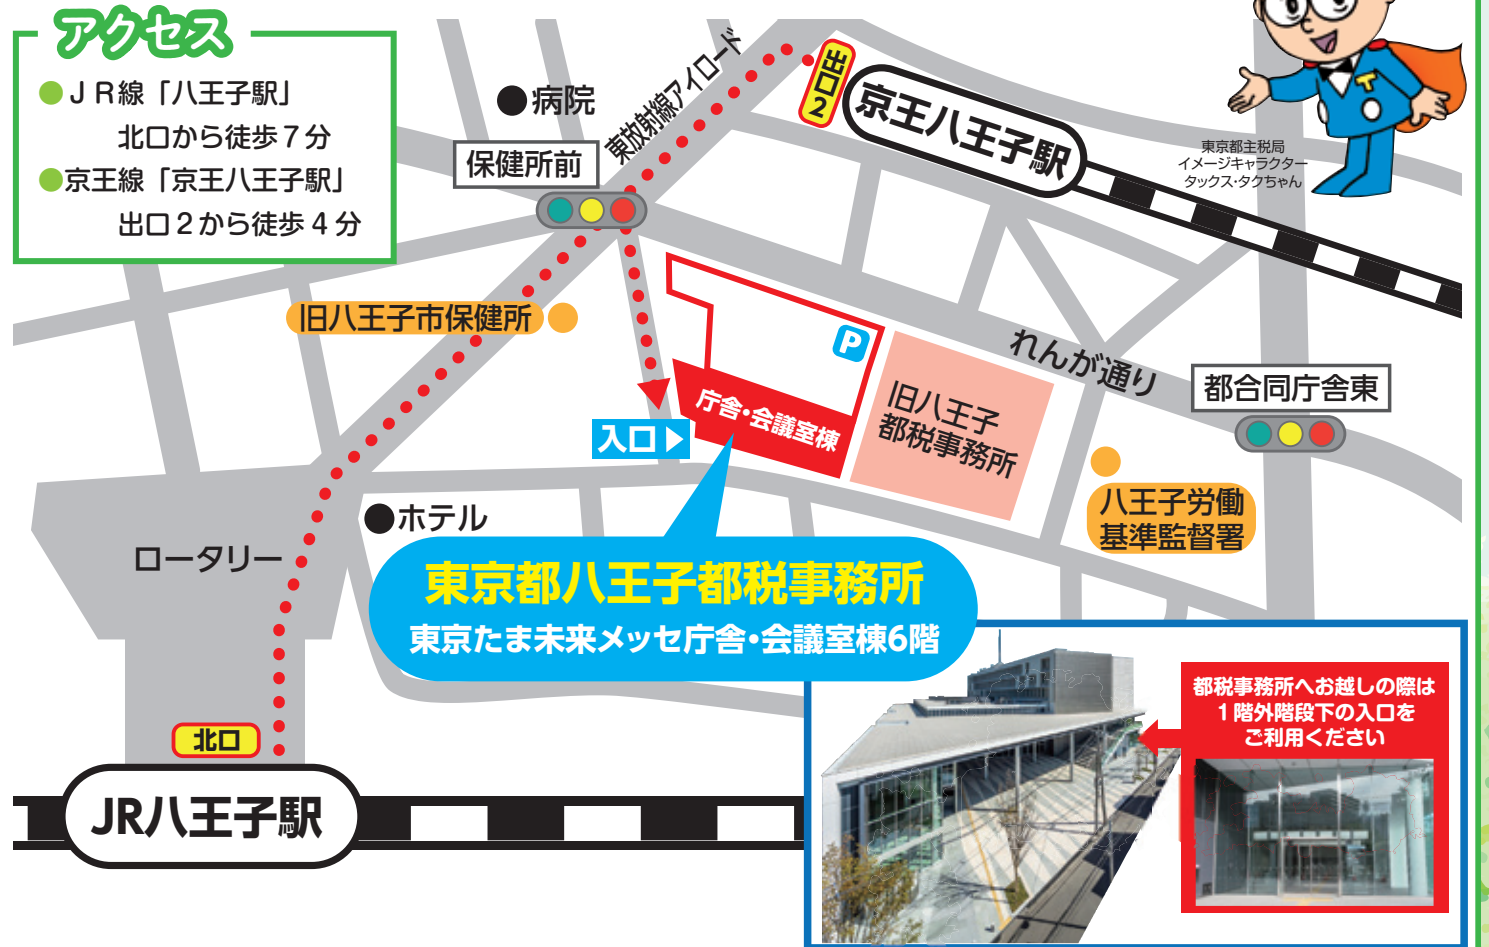 アクセス
●ＪＲ線「八王子駅」
北口から徒歩７分
●京王線「京王八王子駅」
出口２から徒歩４分
●病院
保健所前
東放射線アイロード
出口2
京王八王子駅
東京都主税局
イメージキャラクター
タックス・タクちゃん
T
旧八王子市保健所
P
庁舎・会議室棟
入口▶
旧八王子
都税事務所
れんが通り
都合同庁舎東
八王子労働
基準監督署
●ホテル
ロータリー
東京都八王子都税事務所
東京たま未来メッセ庁舎・会議室棟6階
北口
JR八王子駅
都税事務所へお越しの際は
１階外階段下の入口を
ご利用ください